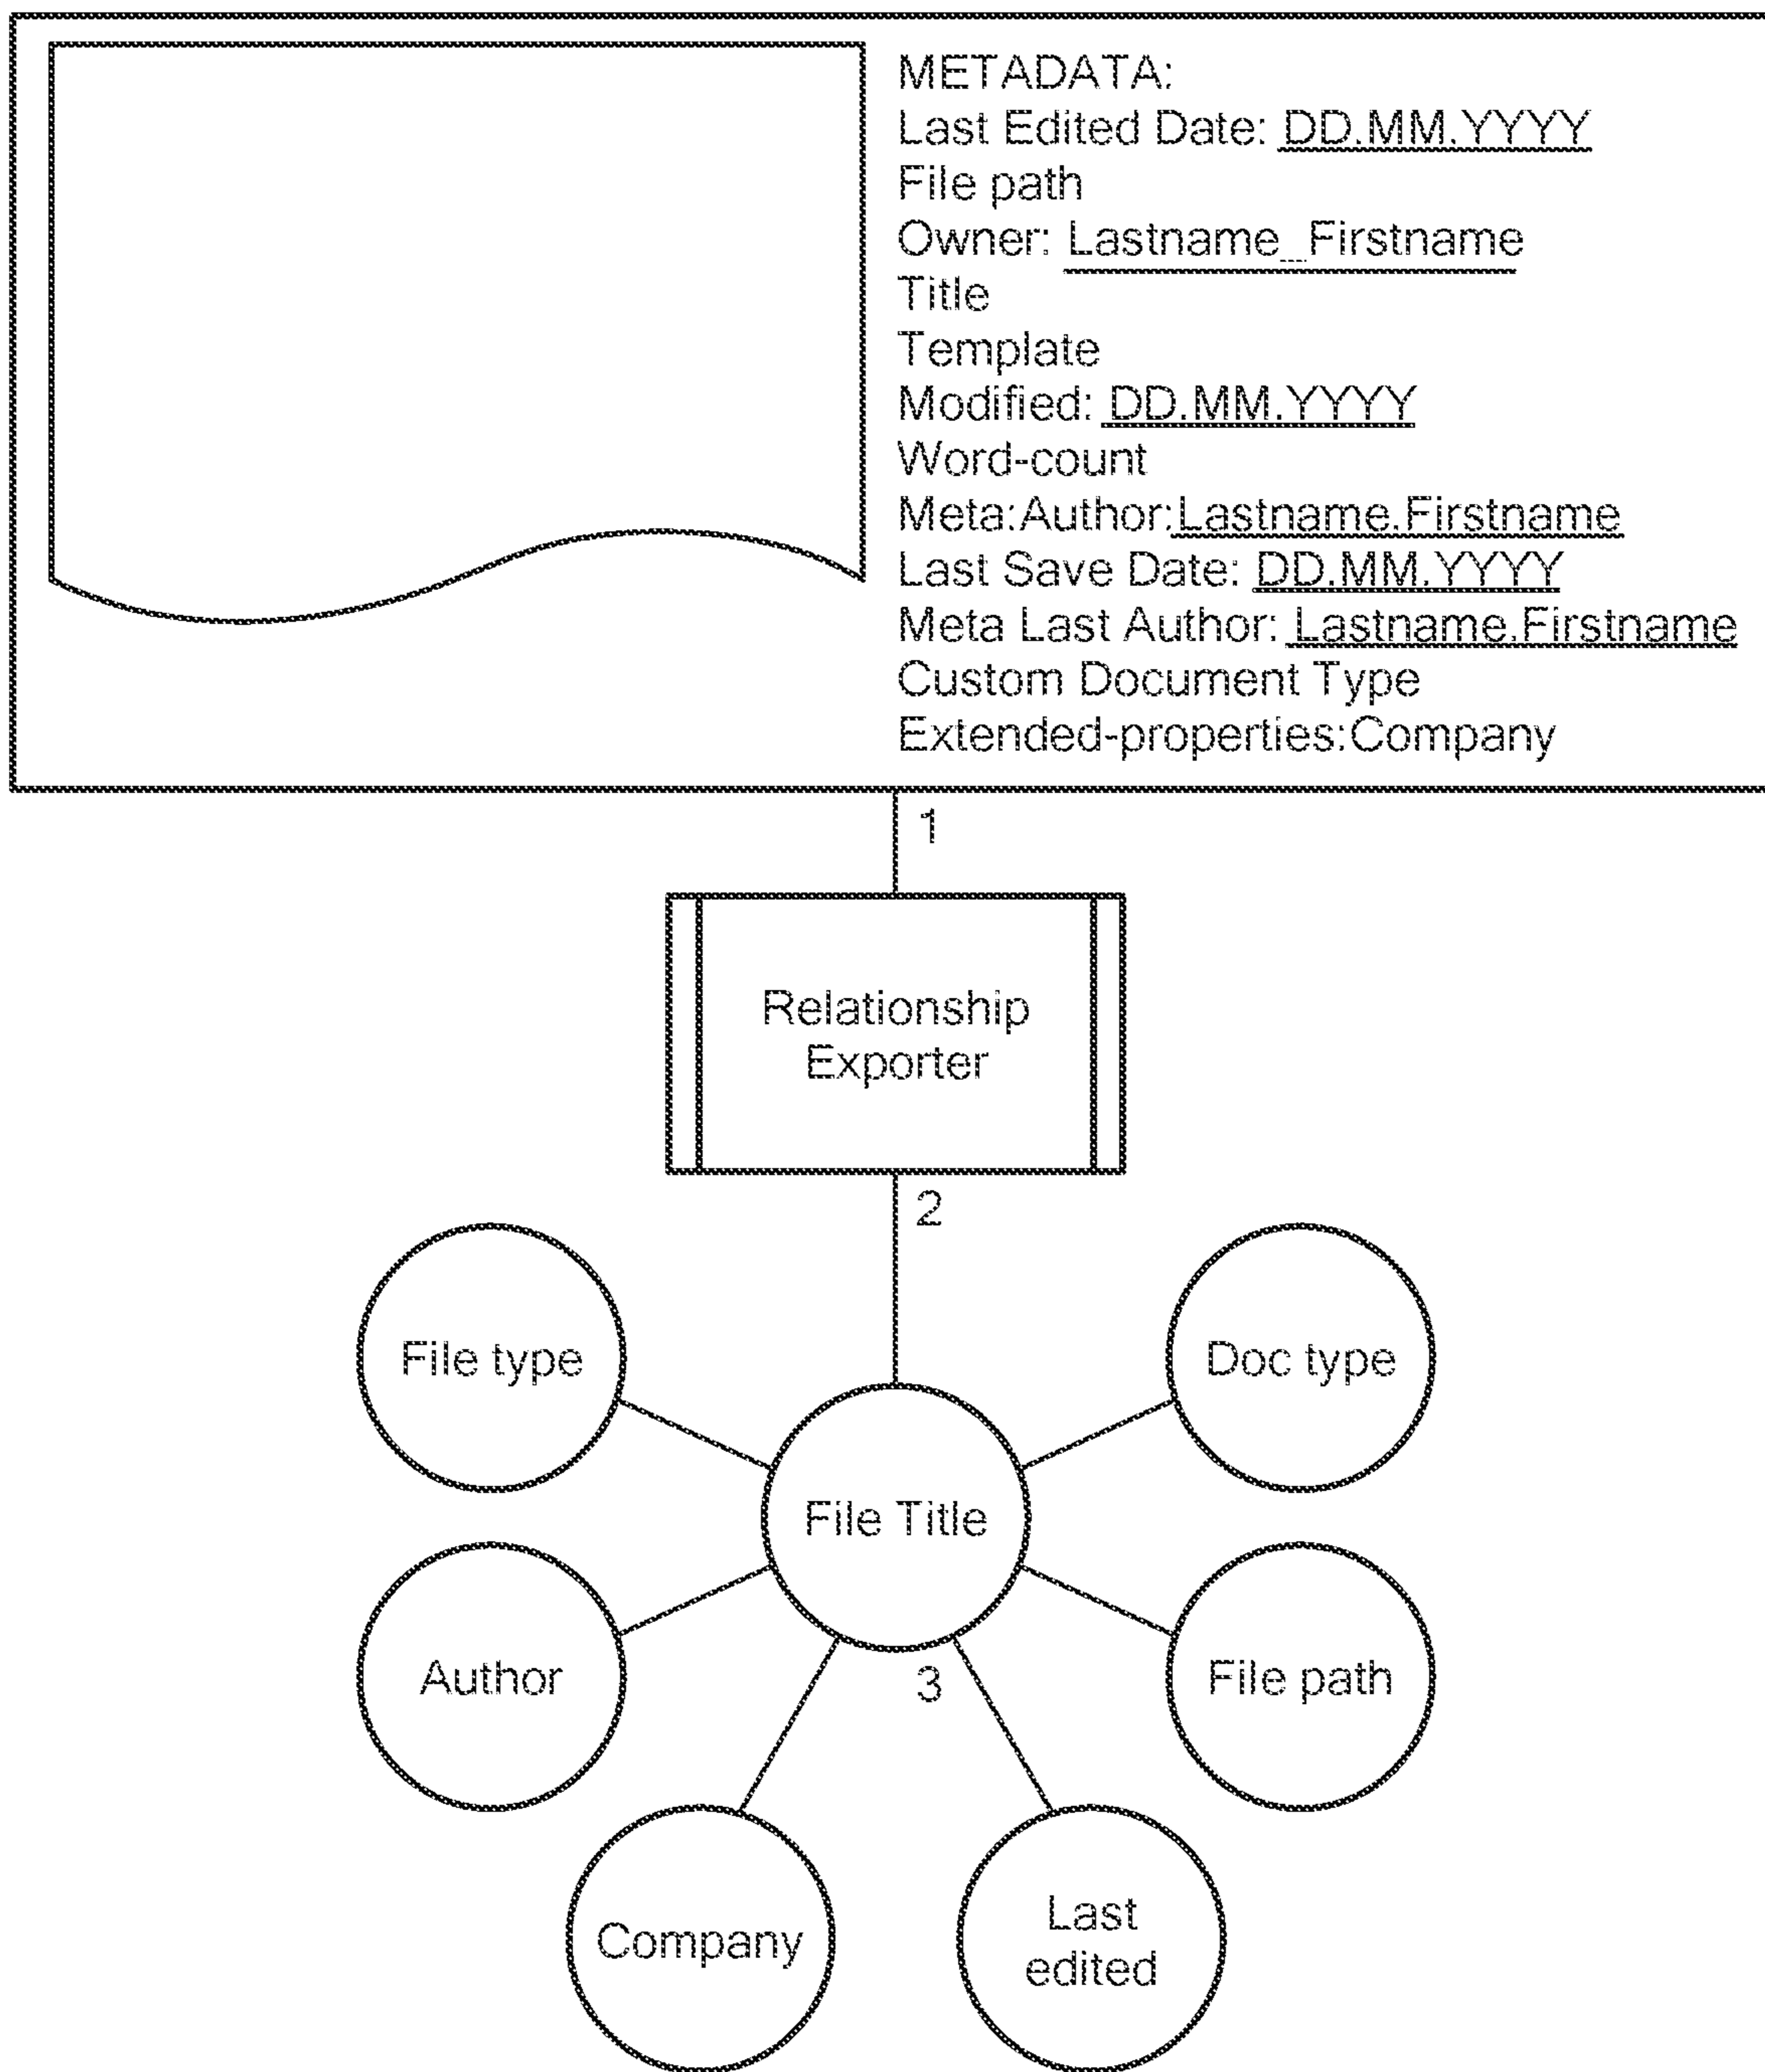 METADATA:
Last Edited Date: DD.MM.YYYY
File path
Owner: Lastname_Firstname
Title
Template
Modified: DD.MM.YYYY
Word-count
Meta:Author:Lastname.Firstname
Last Save Date: DD.MM.YYYY
Meta Last Author: Lastname.Firstname
Custom Document Type
Extended-properties:Company
1
Relationship
Exporter
2
File type
Doc type
File Title
Author
3
File path
Company
Last
edited